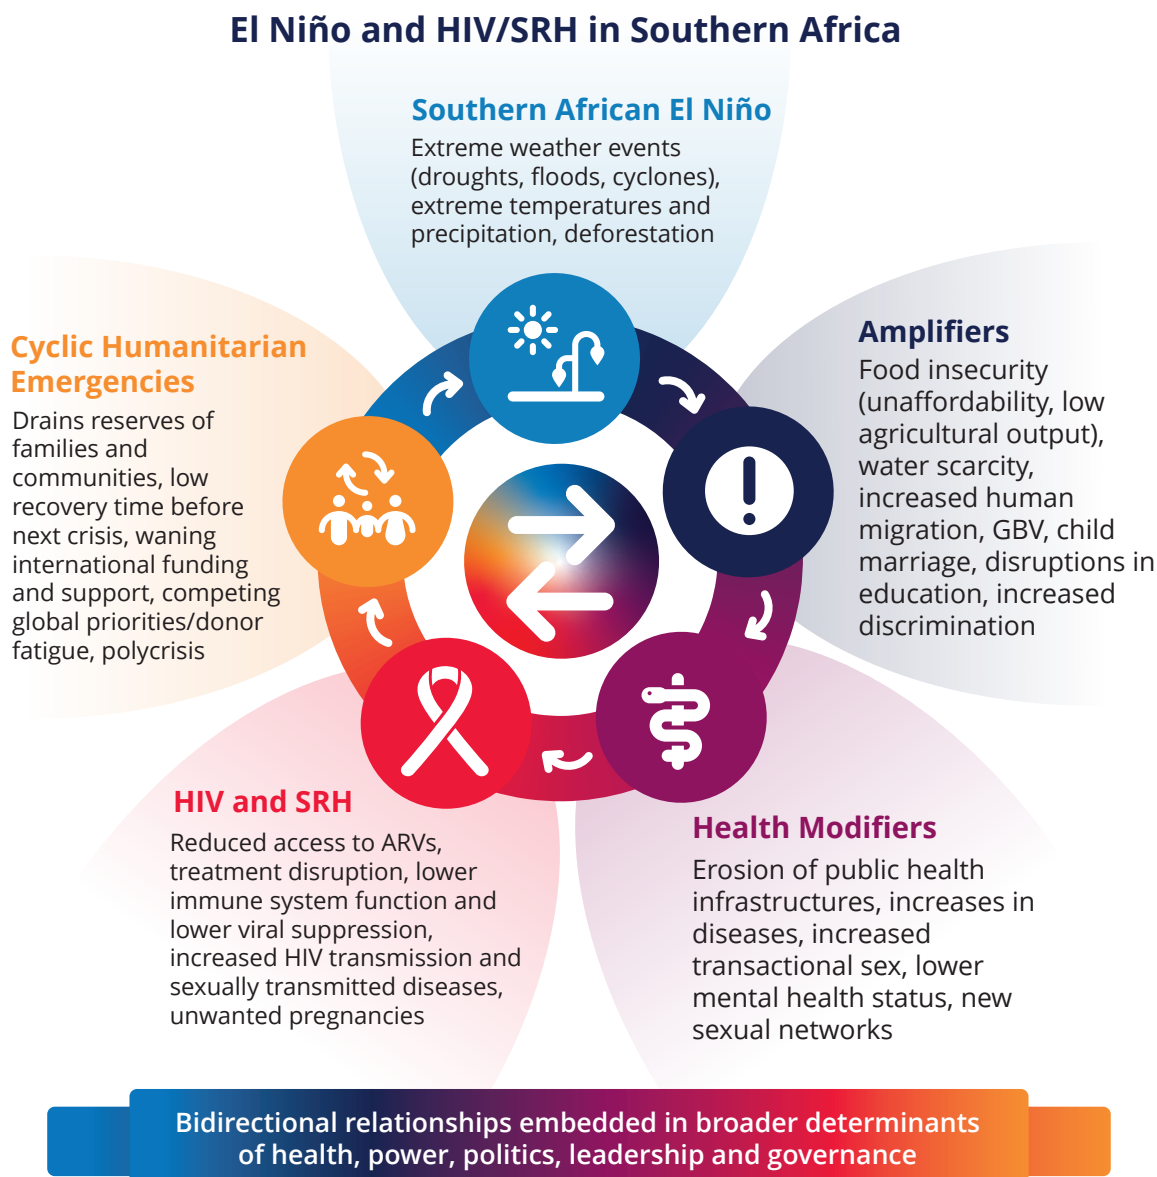 El Niño and HIV/SRH in Southern Africa
Southern African El Niño
Extreme weather events
(droughts, floods, cyclones),
extreme temperatures and
precipitation, deforestation
Amplifiers
Food insecurity
(unaffordability, low
agricultural output),
water scarcity,
increased human
migration, GBV, child
marriage, disruptions in
education, increased
discrimination
Health Modifiers
Erosion of public health
infrastructures, increases in
diseases, increased
transactional sex, lower
mental health status, new
sexual networks
HIV and SRH
Reduced access to ARVs,
treatment disruption, lower
immune system function and
lower viral suppression,
increased HIV transmission and
sexually transmitted diseases,
unwanted pregnancies
Cyclic Humanitarian
Emergencies
Drains reserves of
families and
communities, low
recovery time before
next crisis, waning
international funding
and support, competing
global priorities/donor
fatigue, polycrisis
Bidirectional relationships embedded in broader determinants
of health, power, politics, leadership and governance